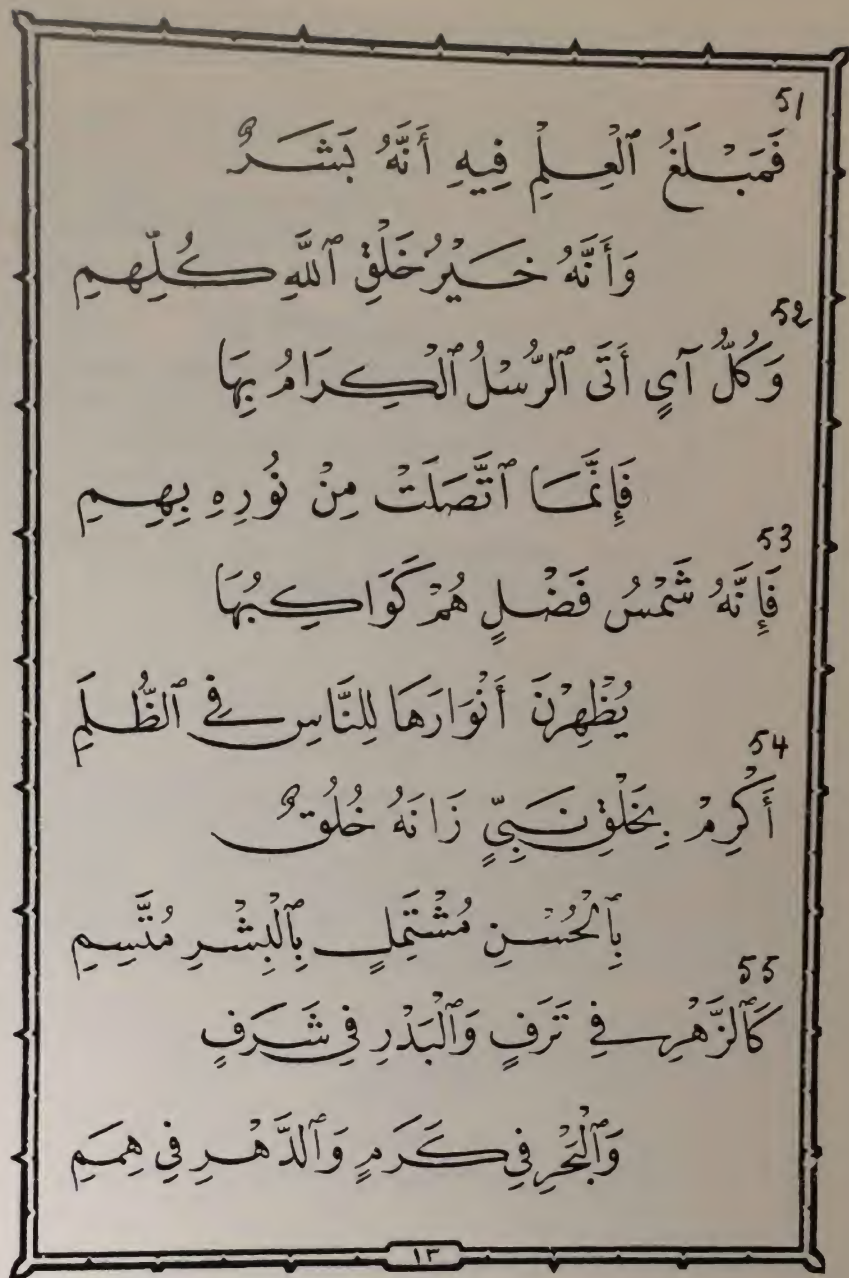 51
فَمَبْلَغُ ٱلْعِلْمِ فِيهِ أَنَّهُ بَشَرٌ
وَأَنَّهُ خَيْرُ خَلْقِ ٱللَّهِ كُلِّهِمِ
52
وَكُلُّ آيٍ أَتَى ٱلرُّسْلُ ٱلْكِرَامُ بِهَا
فَإِنَّمَا ٱتَّصَلَتْ مِنْ نُورِهِ بِهِمِ
53
فَإِنَّهُ شَمْسُ فَضْلٍ هُمْ كَوَاكِبُهَا
يُظْهِرْنَ أَنْوَارَهَا لِلنَّاسِ فِي ٱلظُّلَمِ
54
أَكْرِمْ بِخَلْقِ نَبِيٍّ زَانَهُ خُلُقٌ
بِٱلْحُسْنِ مُشْتَمِلٍ بِٱلْبِشْرِ مُتَّسِمِ
55
كَٱلزَّهْرِ فِي تَرَفٍ وَٱلْبَدْرِ فِي شَرَفٍ
وَٱلْبَحْرِ فِي كَرَمٍ وَٱلدَّهْرِ فِي هِمَمِ
١٣